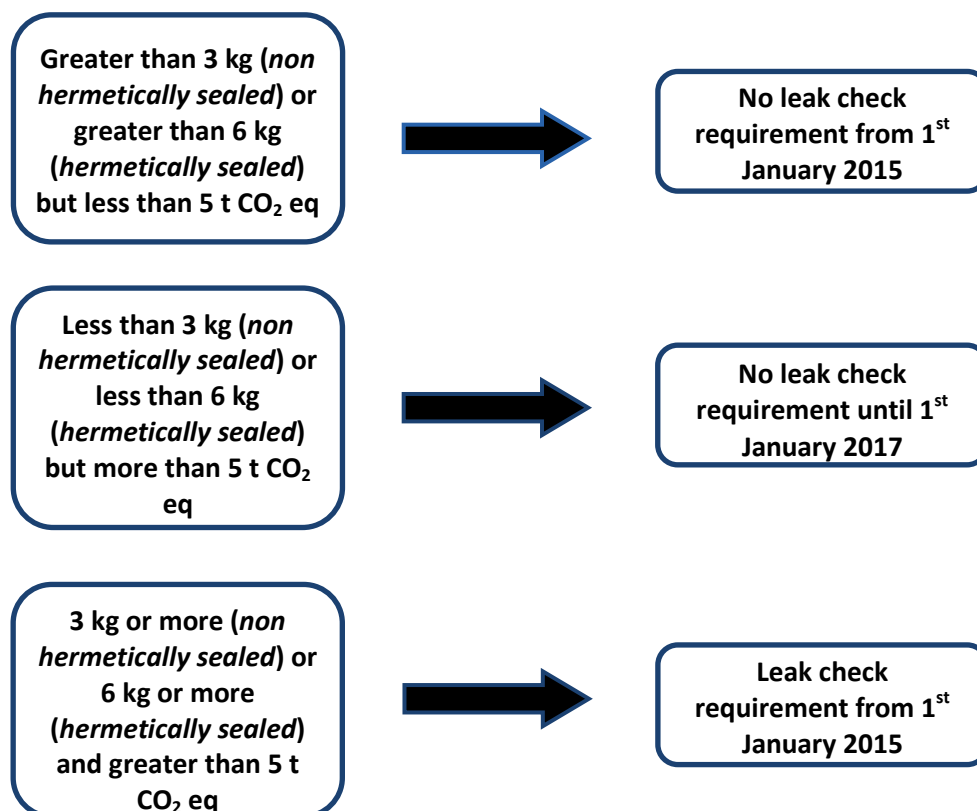 Greater than 3 kg (non
hermetically sealed) or
greater than 6 kg
(hermetically sealed)
but less than 5 t CO₂ eq
No leak check
requirement from 1ˢᵗ
January 2015
Less than 3 kg (non
hermetically sealed) or
less than 6 kg
(hermetically sealed)
but more than 5 t CO₂
eq
No leak check
requirement until 1ˢᵗ
January 2017
3 kg or more (non
hermetically sealed) or
6 kg or more
(hermetically sealed)
and greater than 5 t
CO₂ eq
Leak check
requirement from 1ˢᵗ
January 2015